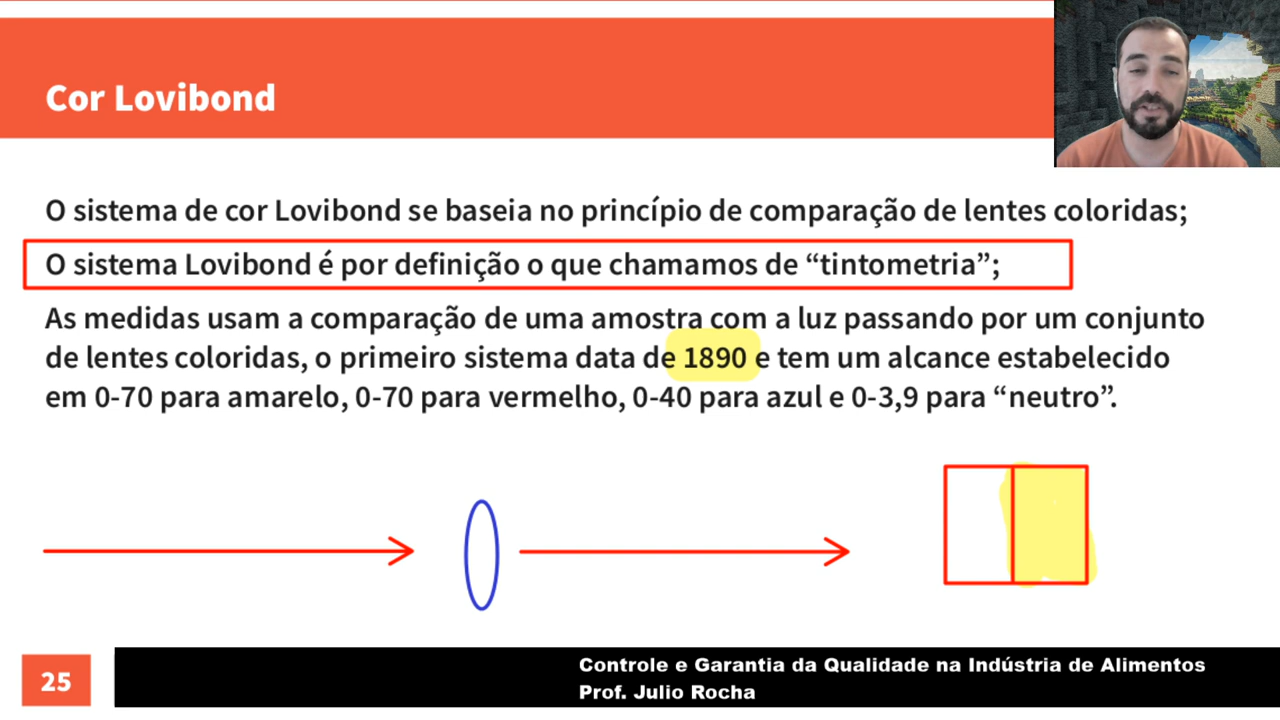 Cor Lovibond
O sistema de cor Lovibond se baseia no princípio de comparação de lentes coloridas;
O sistema Lovibond é por definição o que chamamos de “tintometria”;
As medidas usam a comparação de uma amostra com a luz passando por um conjunto
de lentes coloridas, o primeiro sistema data de 1890 e tem um alcance estabelecido
em 0-70 para amarelo, 0-70 para vermelho, 0-40 para azul e 0-3,9 para “neutro”.
25
Controle e Garantia da Qualidade na Indústria de Alimentos
Prof. Julio Rocha